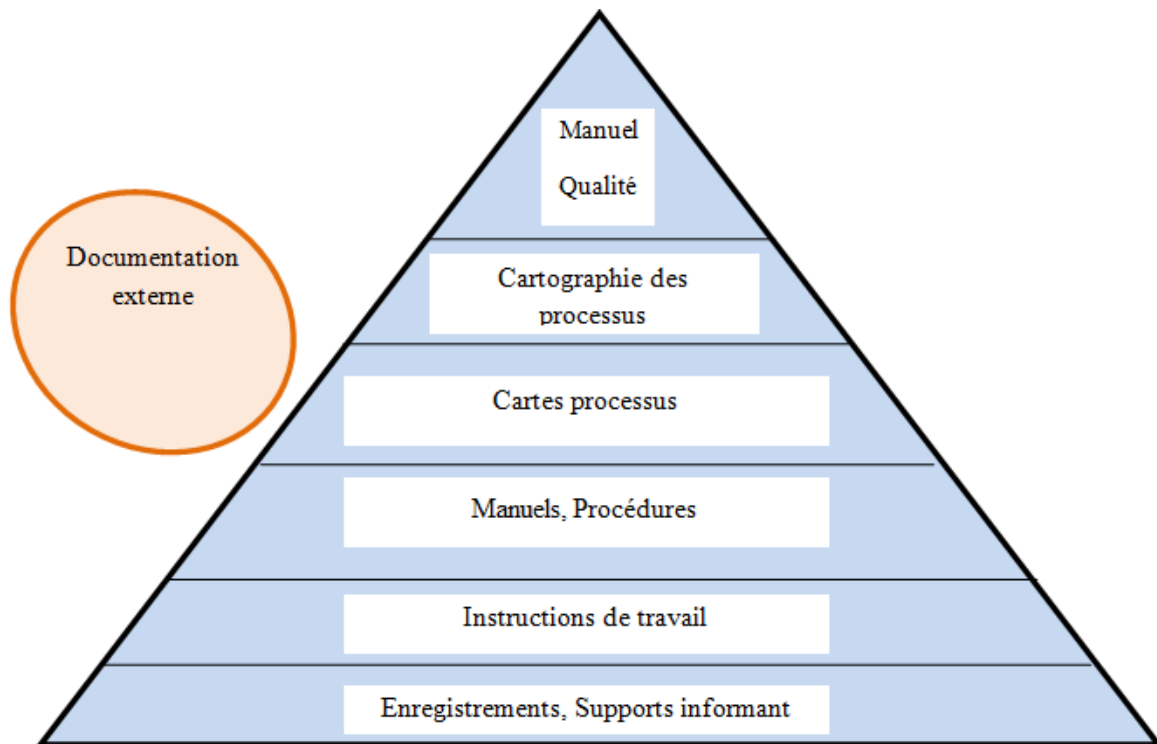 Manuel
Qualité
Documentation
externe
Cartographie des
processus
Cartes processus
Manuels, Procédures
Instructions de travail
Enregistrements, Supports informant